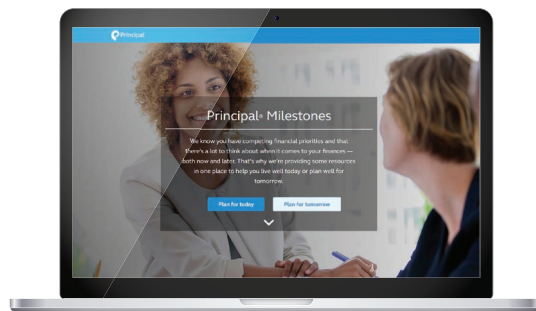 Principal
Principal® Milestones
We know you have competing financial priorities and that
there's a lot to think about when it comes to your finances —
both now and later. That's why we're providing some resources
in one place to help you live well today or plan well for
tomorrow.
Plan for today
Plan for tomorrow